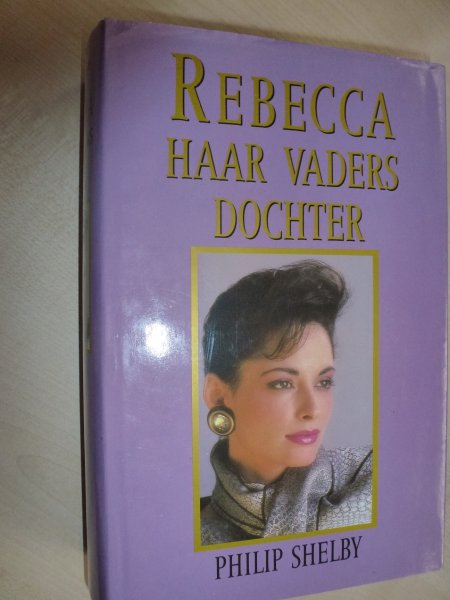 REBECCA
HAAR VADERS
DOCHTER
PHILIP SHELBY